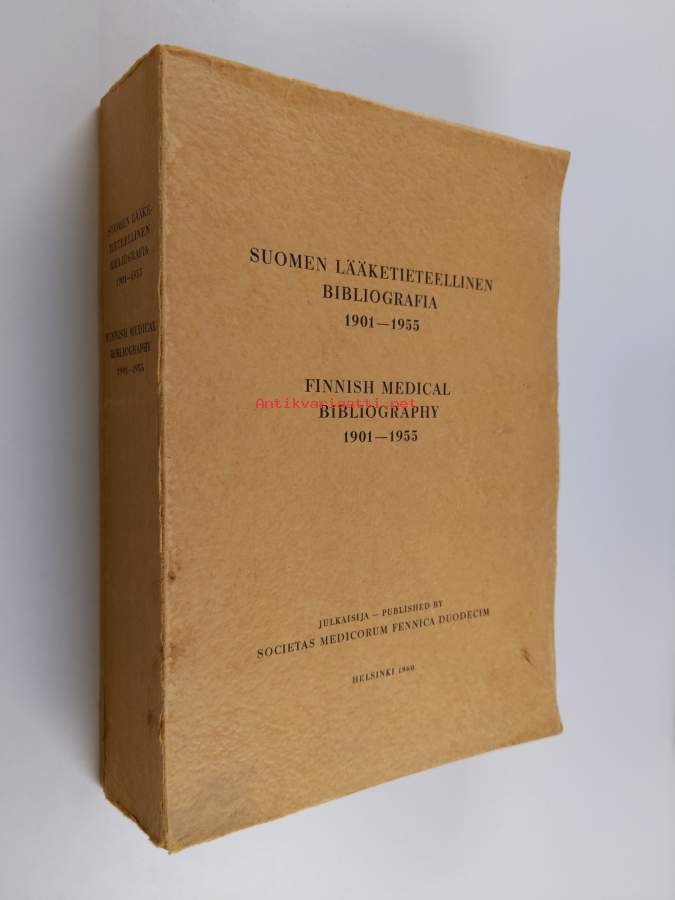 SUOMEN LÄÄKE-
TIETEELLINEN
BIBLIOGRAFIA
1901—1955
FINNISH MEDICAL
BIBLIOGRAPHY
1901—1955
SUOMEN LÄÄKETIETEELLINEN
BIBLIOGRAFIA
1901—1955
FINNISH MEDICAL
Antikvariaatti.net
BIBLIOGRAPHY
1901—1955
JULKAISIJA — PUBLISHED BY
SOCIETAS MEDICORUM FENNICA DUODECIM
HELSINKI 1960